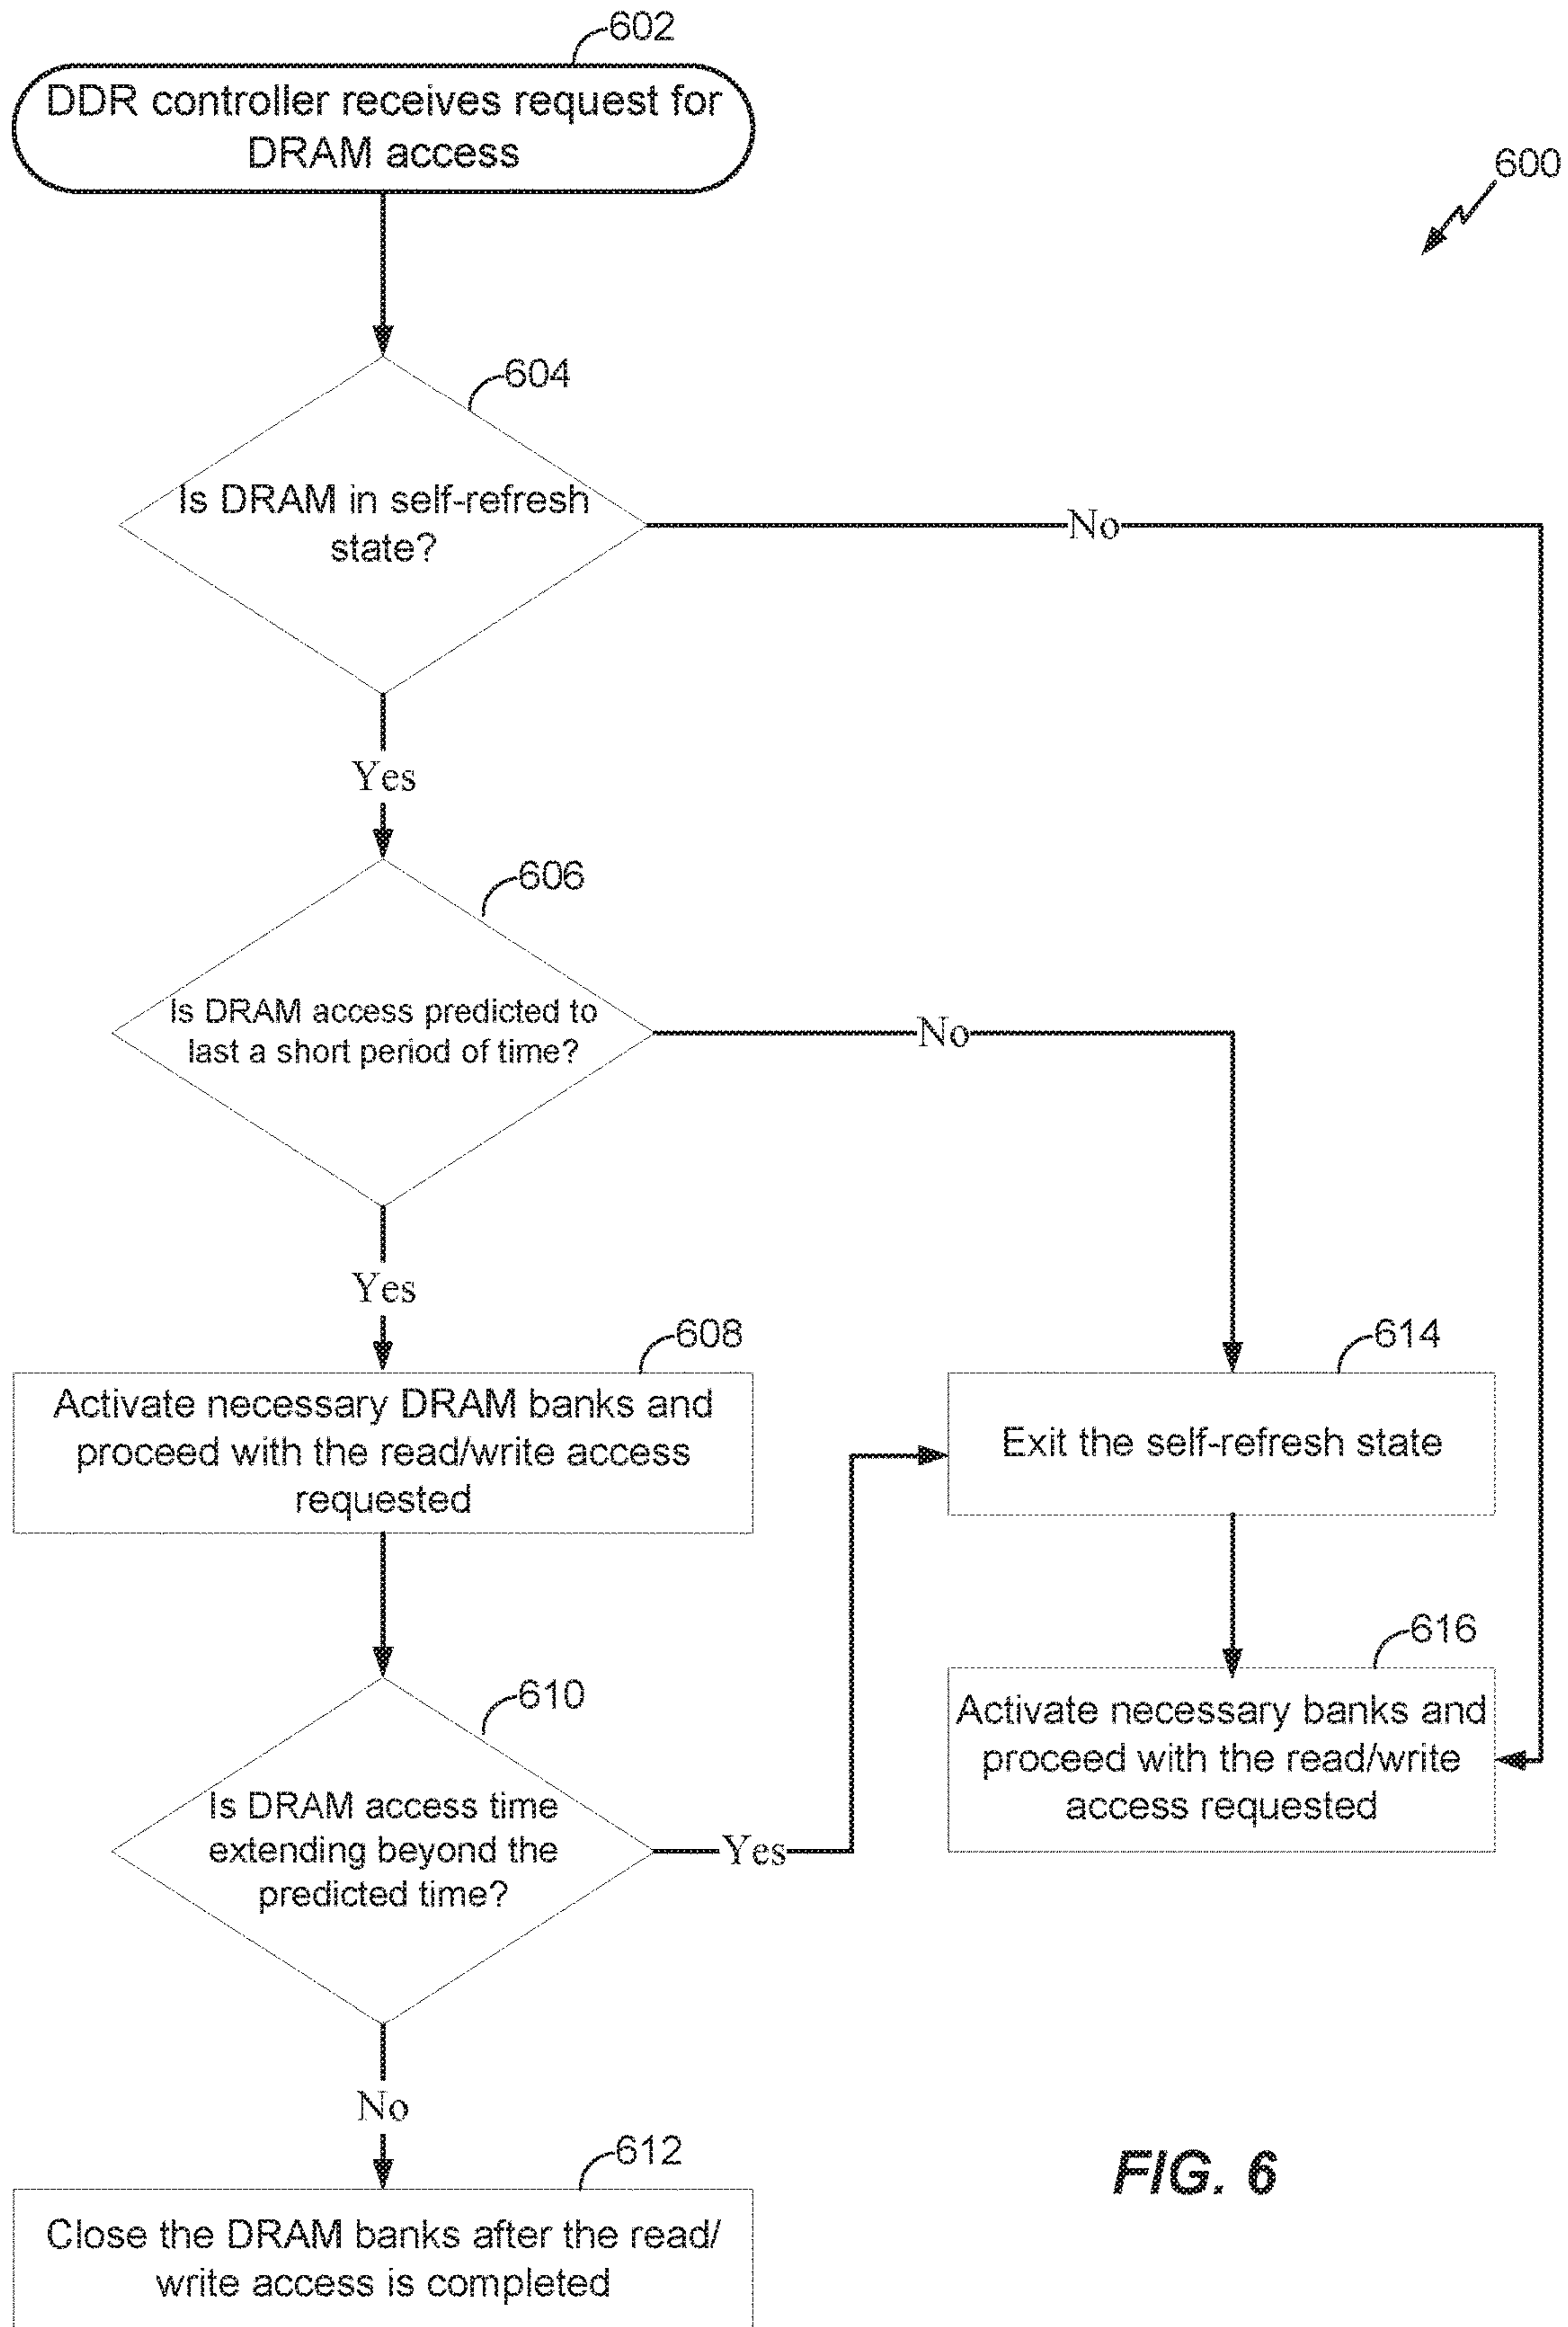 602
DDR controller receives request for
DRAM access
600
604
Is DRAM in self-refresh
state?
No
Yes
606
Is DRAM access predicted to
last a short period of time?
No
Yes
608
Activate necessary DRAM banks and
proceed with the read/write access
requested
614
Exit the self-refresh state
616
Activate necessary banks and
proceed with the read/write
access requested
610
Is DRAM access time
extending beyond the
predicted time?
Yes
No
612
Close the DRAM banks after the read/
write access is completed
FIG. 6